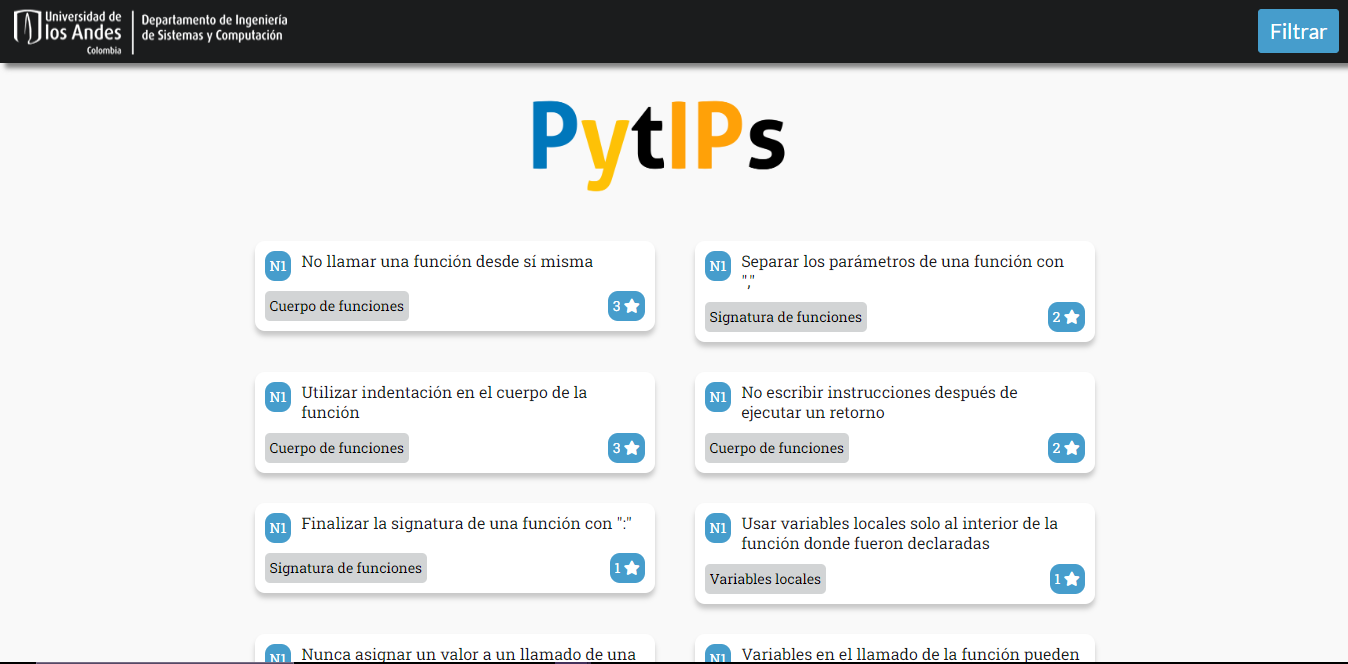 Universidad de
los Andes
Colombia
Departamento de Ingeniería
de Sistemas y Computación
Filtrar
PytIPs
N1 No llamar una función desde sí misma
Cuerpo de funciones 3
N1 Separar los parámetros de una función con
","
Signatura de funciones 2
N1 Utilizar indentación en el cuerpo de la
función
Cuerpo de funciones 3
N1 No escribir instrucciones después de
ejecutar un retorno
Cuerpo de funciones 2
N1 Finalizar la signatura de una función con ":"
Signatura de funciones 1
N1 Usar variables locales solo al interior de la
función donde fueron declaradas
Variables locales 1
N1 Nunca asignar un valor a un llamado de una
N1 Variables en el llamado de la función pueden